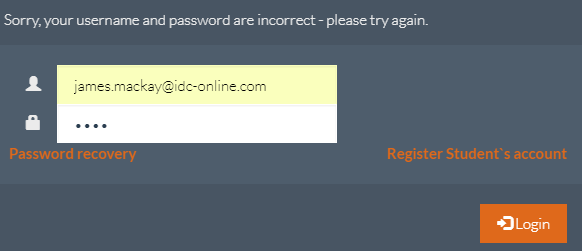 Sorry, your username and password are incorrect - please try again.
james.mackay@idc-online.com
••••
Password recovery
Register Student`s account
Login